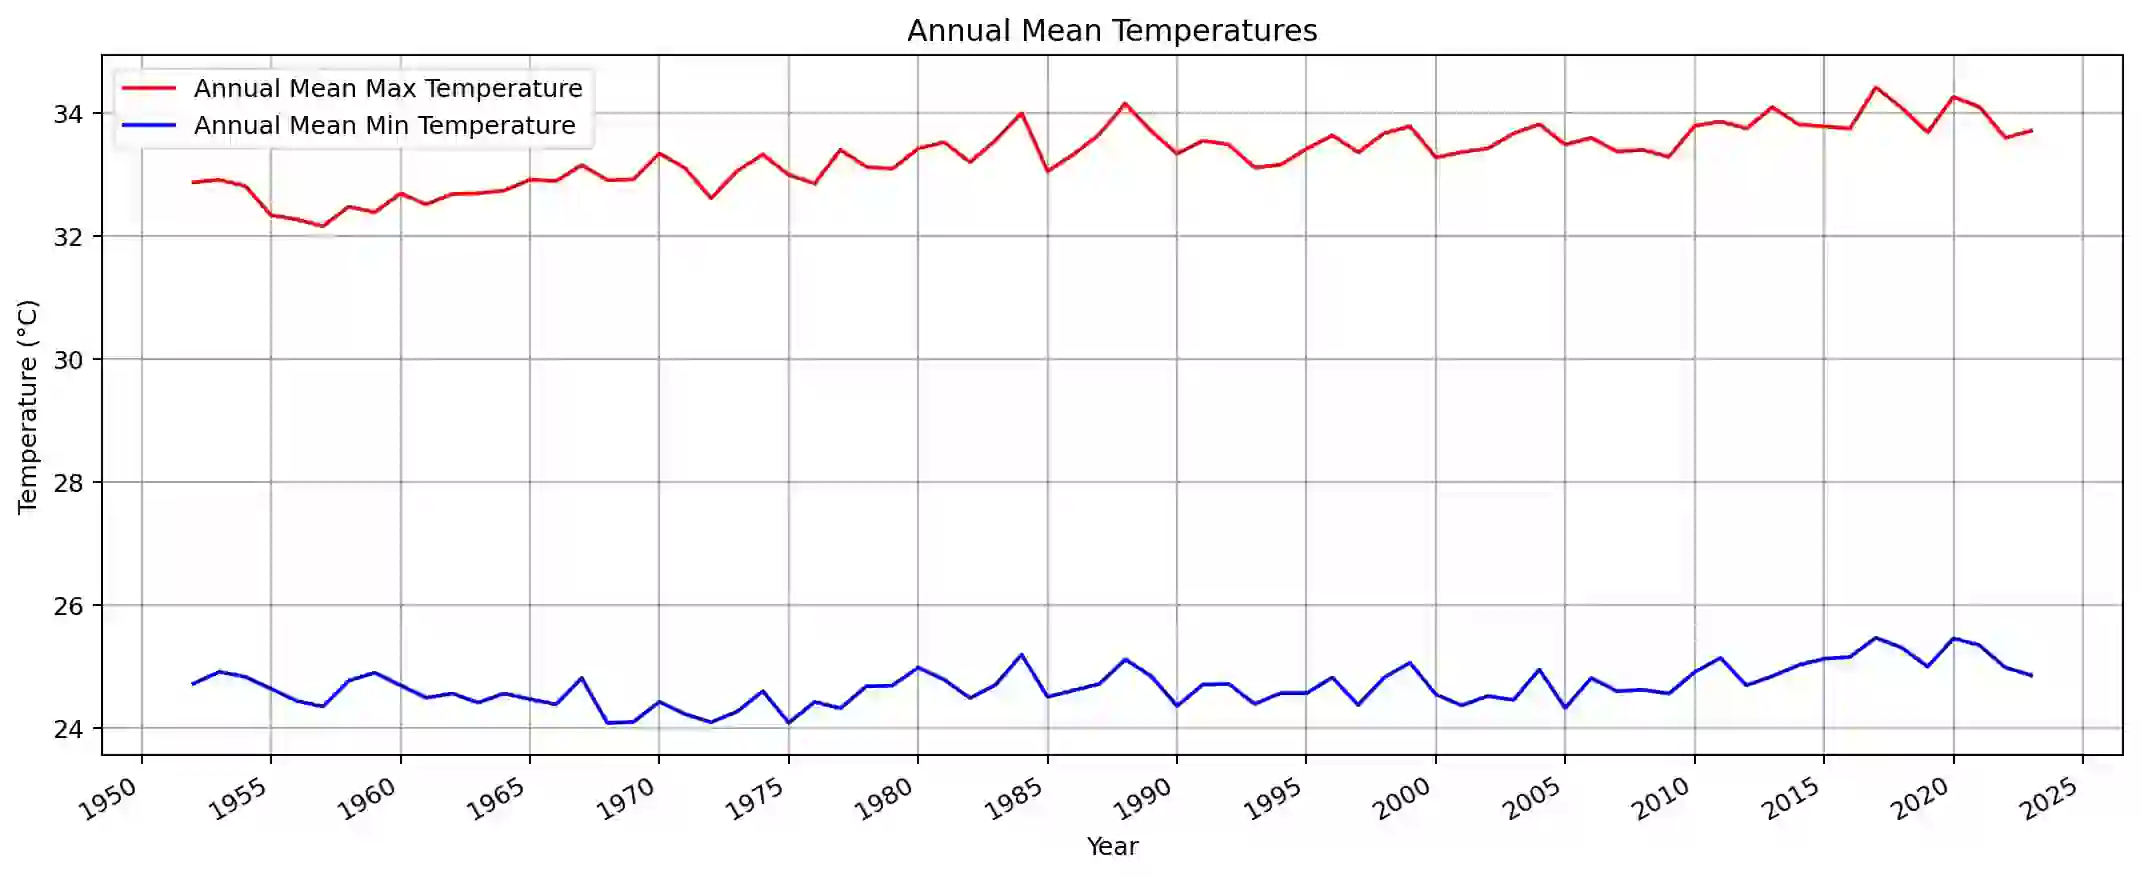 Annual Mean Temperatures
Annual Mean Max Temperature
Annual Mean Min Temperature
Temperature (°C)
34
32
30
28
26
24
1950 1955 1960 1965 1970 1975 1980 1985 1990 1995 2000 2005 2010 2015 2020 2025
Year